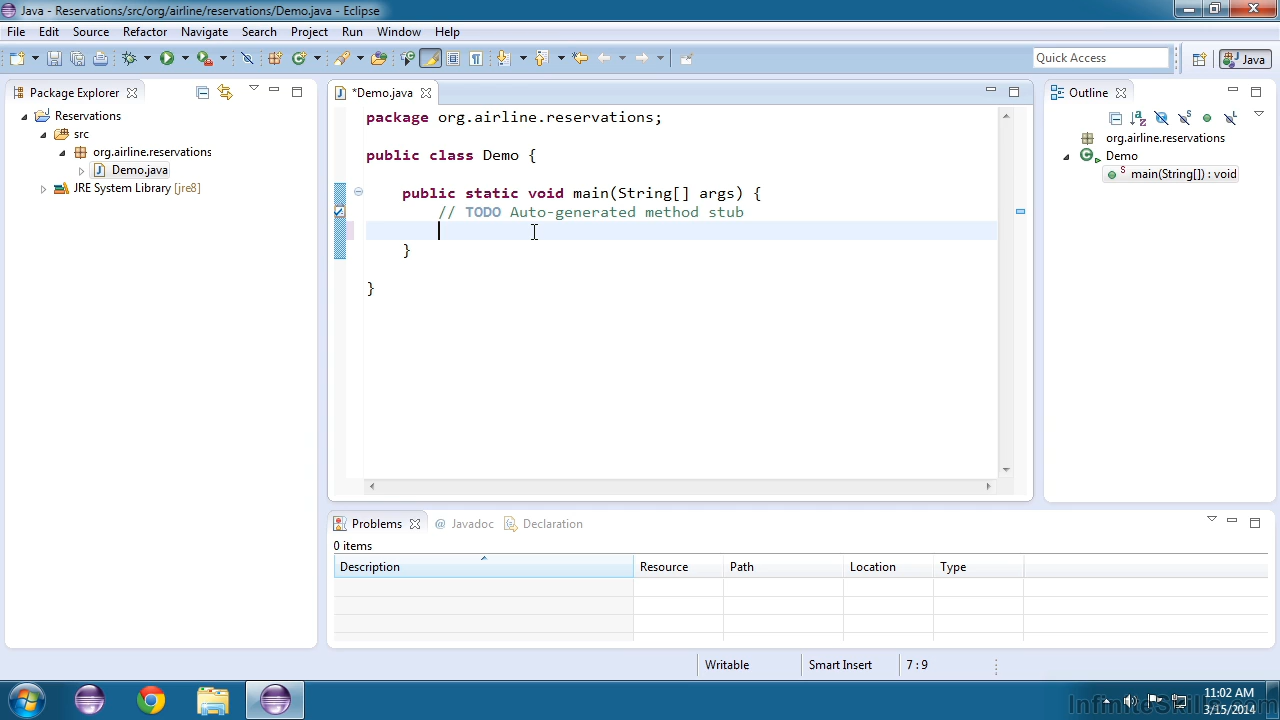 Java - Reservations/src/org/airline/reservations/Demo.java - Eclipse
File Edit Source Refactor Navigate Search Project Run Window Help
Quick Access
Java
Package Explorer
Reservations
src
org.airline.reservations
Demo.java
JRE System Library [jre8]
*Demo.java
package org.airline.reservations;
public class Demo {
public static void main(String[] args) {
// TODO Auto-generated method stub
}
}
Outline
org.airline.reservations
Demo
main(String[]) : void
Problems @ Javadoc Declaration
0 items
Description Resource Path Location Type
Writable Smart Insert 7 : 9
11:02 AM
3/15/2014
InfiniteSkills.com